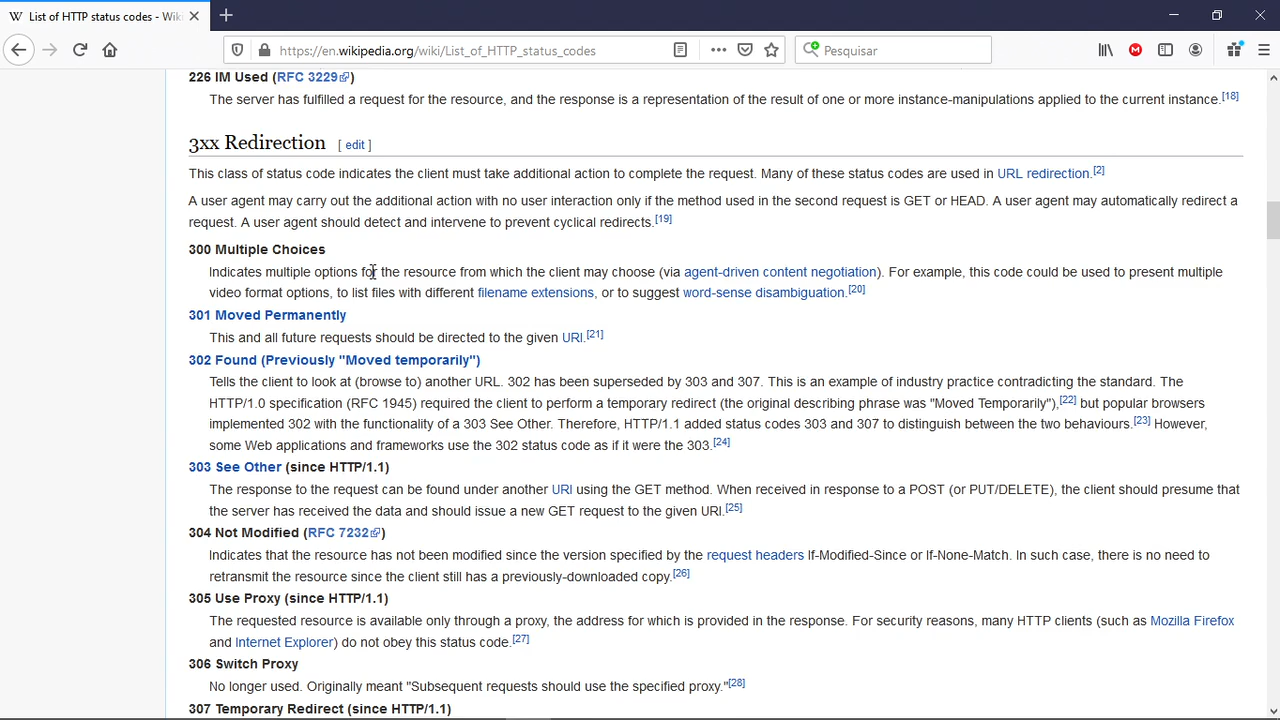 List of HTTP status codes - Wiki
https://en.wikipedia.org/wiki/List_of_HTTP_status_codes
Pesquisar
226 IM Used (RFC 3229)
The server has fulfilled a request for the resource, and the response is a representation of the result of one or more instance-manipulations applied to the current instance.[18]
3xx Redirection [ edit ]
This class of status code indicates the client must take additional action to complete the request. Many of these status codes are used in URL redirection.[2]
A user agent may carry out the additional action with no user interaction only if the method used in the second request is GET or HEAD. A user agent may automatically redirect a
request. A user agent should detect and intervene to prevent cyclical redirects.[19]
300 Multiple Choices
Indicates multiple options for the resource from which the client may choose (via agent-driven content negotiation). For example, this code could be used to present multiple
video format options, to list files with different filename extensions, or to suggest word-sense disambiguation.[20]
301 Moved Permanently
This and all future requests should be directed to the given URI.[21]
302 Found (Previously "Moved temporarily")
Tells the client to look at (browse to) another URL. 302 has been superseded by 303 and 307. This is an example of industry practice contradicting the standard. The
HTTP/1.0 specification (RFC 1945) required the client to perform a temporary redirect (the original describing phrase was "Moved Temporarily"),[22] but popular browsers
implemented 302 with the functionality of a 303 See Other. Therefore, HTTP/1.1 added status codes 303 and 307 to distinguish between the two behaviours.[23] However,
some Web applications and frameworks use the 302 status code as if it were the 303.[24]
303 See Other (since HTTP/1.1)
The response to the request can be found under another URI using the GET method. When received in response to a POST (or PUT/DELETE), the client should presume that
the server has received the data and should issue a new GET request to the given URI.[25]
304 Not Modified (RFC 7232)
Indicates that the resource has not been modified since the version specified by the request headers If-Modified-Since or If-None-Match. In such case, there is no need to
retransmit the resource since the client still has a previously-downloaded copy.[26]
305 Use Proxy (since HTTP/1.1)
The requested resource is available only through a proxy, the address for which is provided in the response. For security reasons, many HTTP clients (such as Mozilla Firefox
and Internet Explorer) do not obey this status code.[27]
306 Switch Proxy
No longer used. Originally meant "Subsequent requests should use the specified proxy."[28]
307 Temporary Redirect (since HTTP/1.1)